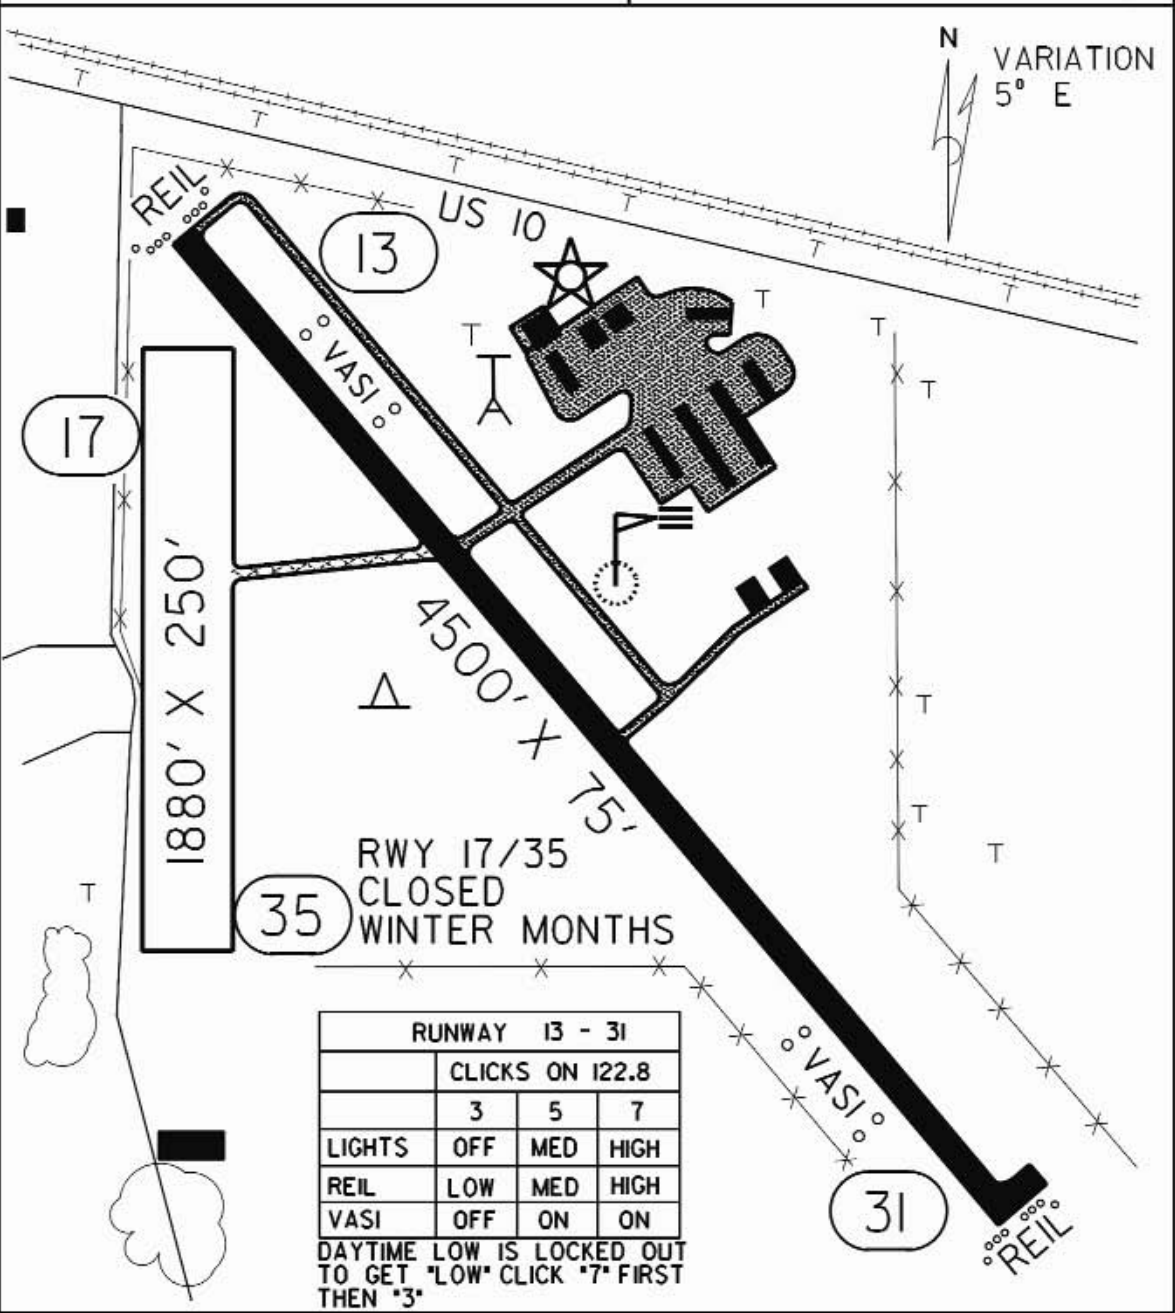 N
VARIATION
5° E
REIL
US 10
13
VASI
17
1880' X 250'
4500' X 75'
35
RWY 17/35
CLOSED
WINTER MONTHS
RUNWAY 13 - 31
CLICKS ON 122.8
3 5 7
LIGHTS OFF MED HIGH
REIL LOW MED HIGH
VASI OFF ON ON
DAYTIME LOW IS LOCKED OUT
TO GET "LOW" CLICK "7" FIRST
THEN "3"
VASI
31
REIL